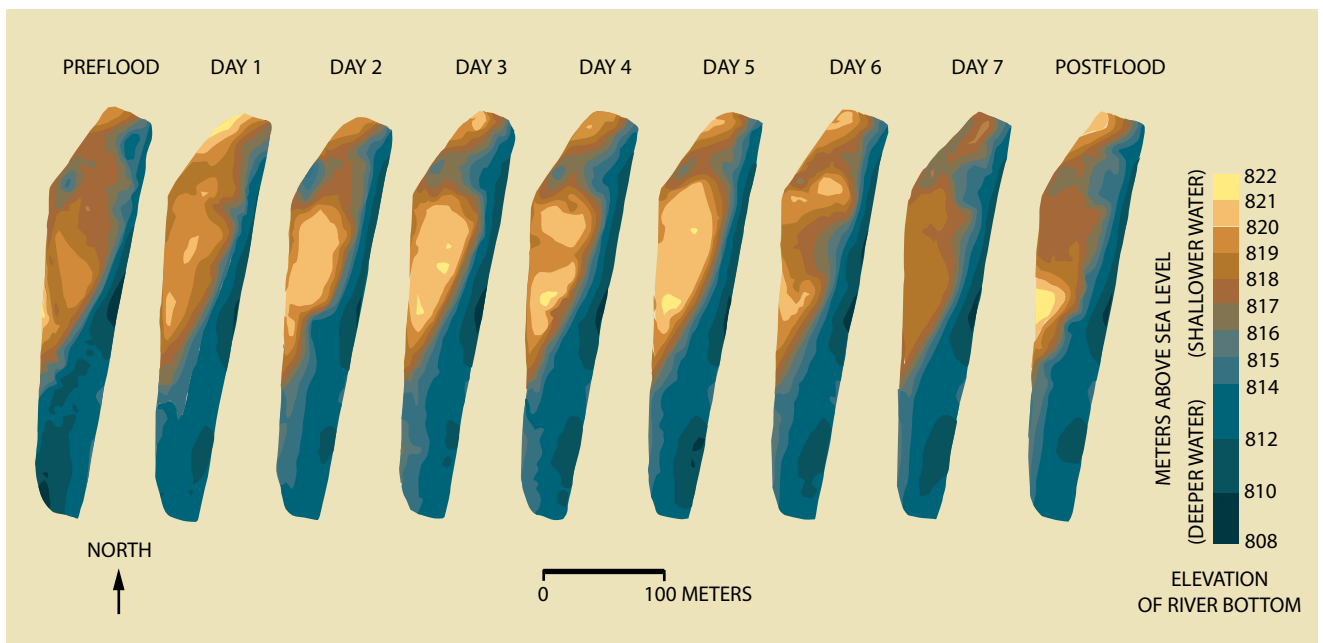 PREFLOOD
DAY 1
DAY 2
DAY 3
DAY 4
DAY 5
DAY 6
DAY 7
POSTFLOOD
METERS ABOVE SEA LEVEL
(SHALLOWER WATER)
(DEEPER WATER)
822
821
820
819
818
817
816
815
814
812
810
808
ELEVATION
OF RIVER BOTTOM
NORTH
0
100 METERS